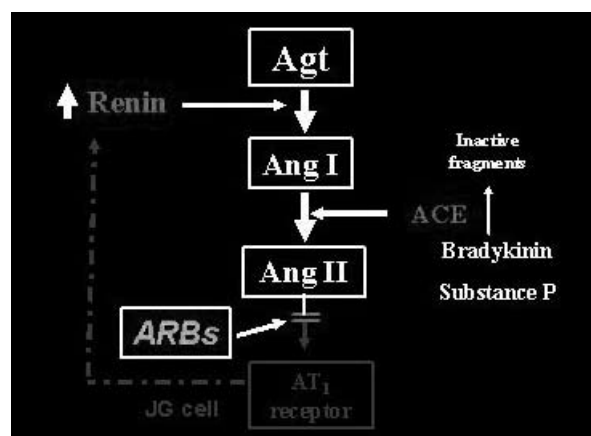 Agt
Renin
Inactive
fragments
Ang I
ACE
Bradykinin
Ang II
Substance P
ARBs
AT1
receptor
JG cell